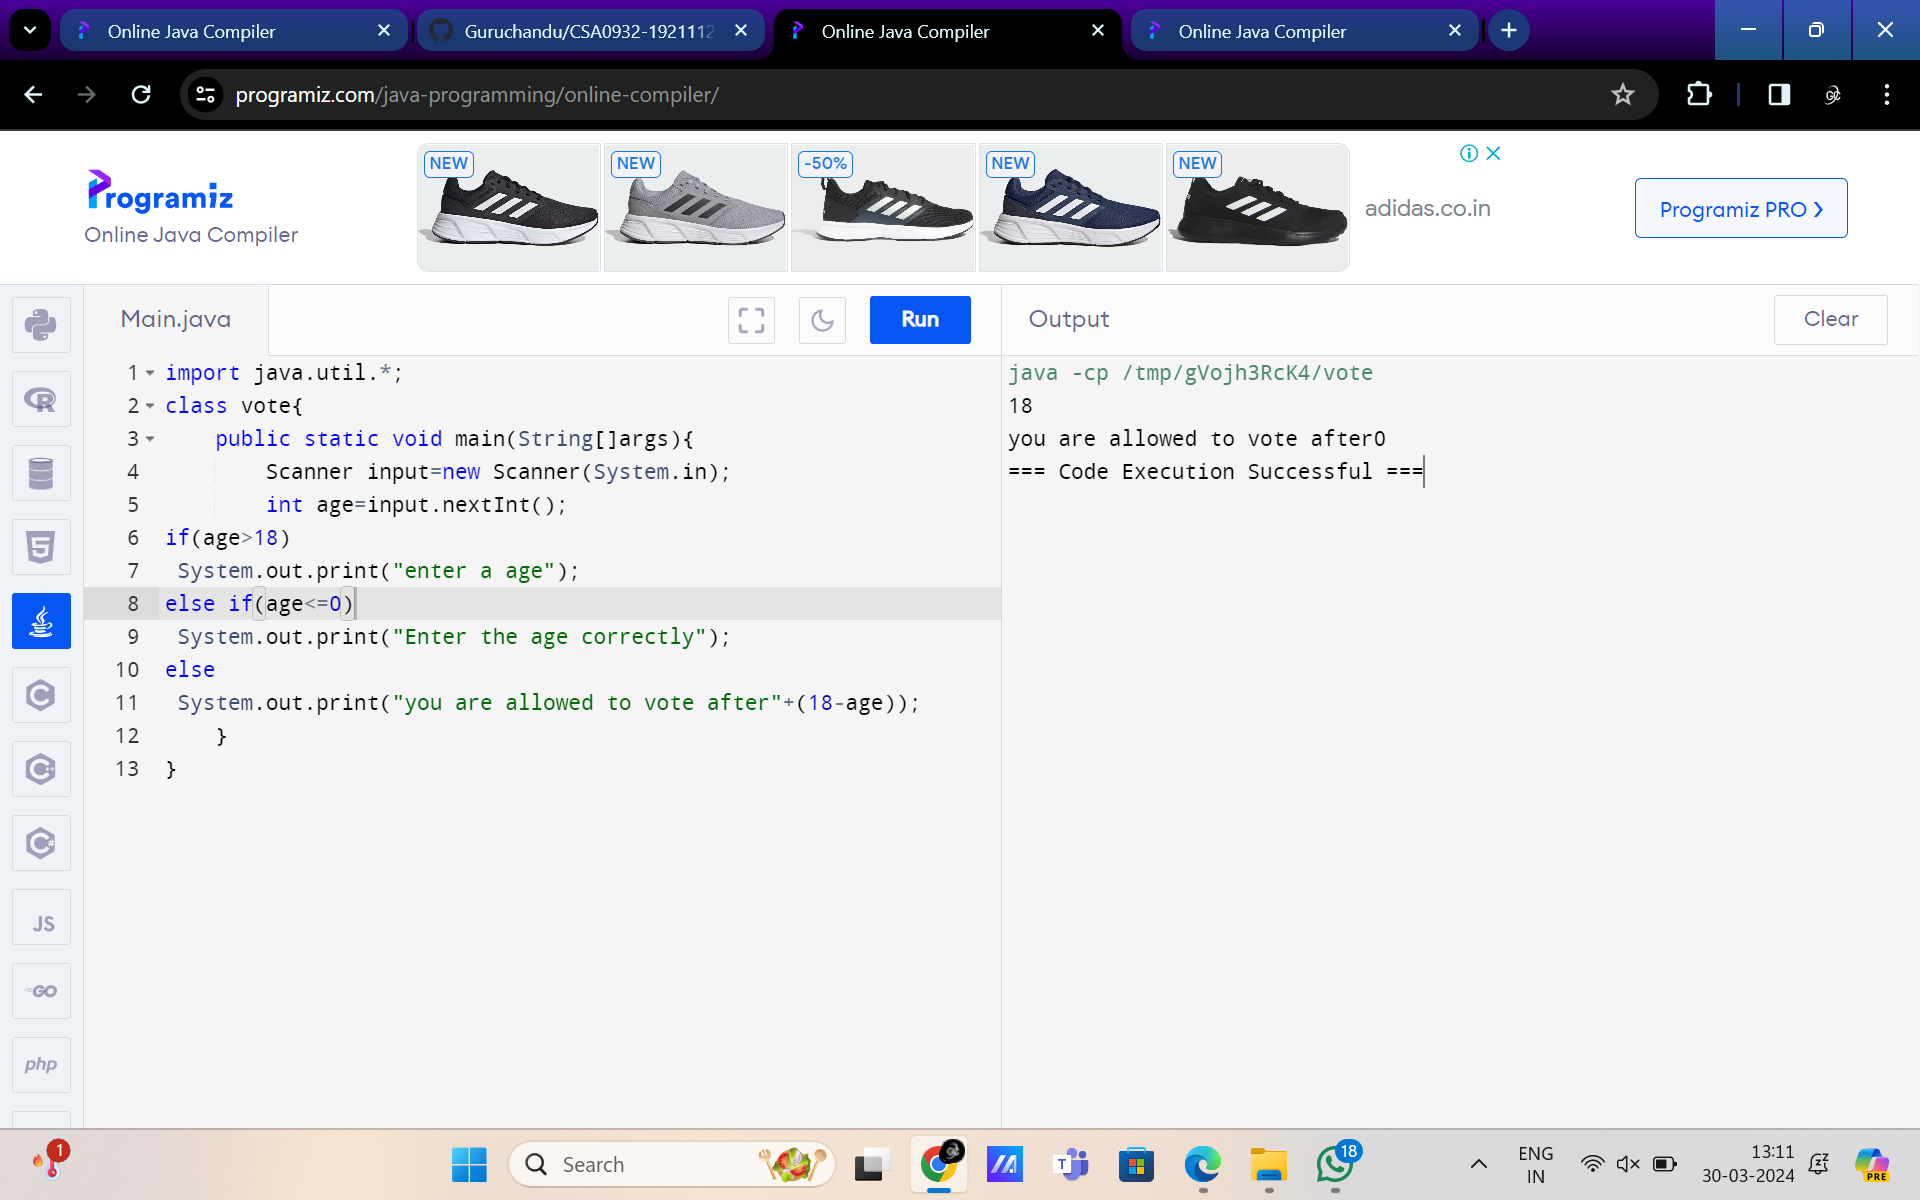 Online Java Compiler
Guruchandu/CSA0932-1921112
Online Java Compiler
Online Java Compiler
programiz.com/java-programming/online-compiler/
GC
Programiz
Online Java Compiler
NEW
NEW
-50%
NEW
NEW
adidas.co.in
Programiz PRO
Main.java
Run
Output
Clear
1 import java.util.*;
2 class vote{
3     public static void main(String[]args){
4         Scanner input=new Scanner(System.in);
5         int age=input.nextInt();
6 if(age>18)
7  System.out.print("enter a age");
8 else if(age<=0)
9  System.out.print("Enter the age correctly");
10 else
11  System.out.print("you are allowed to vote after"+(18-age));
12     }
13 }
java -cp /tmp/gVojh3RcK4/vote
18
you are allowed to vote after0
=== Code Execution Successful ===
R
5
C
C
C#
JS
GO
php
1
Search
T
18
ENG
IN
13:11
30-03-2024
PRE